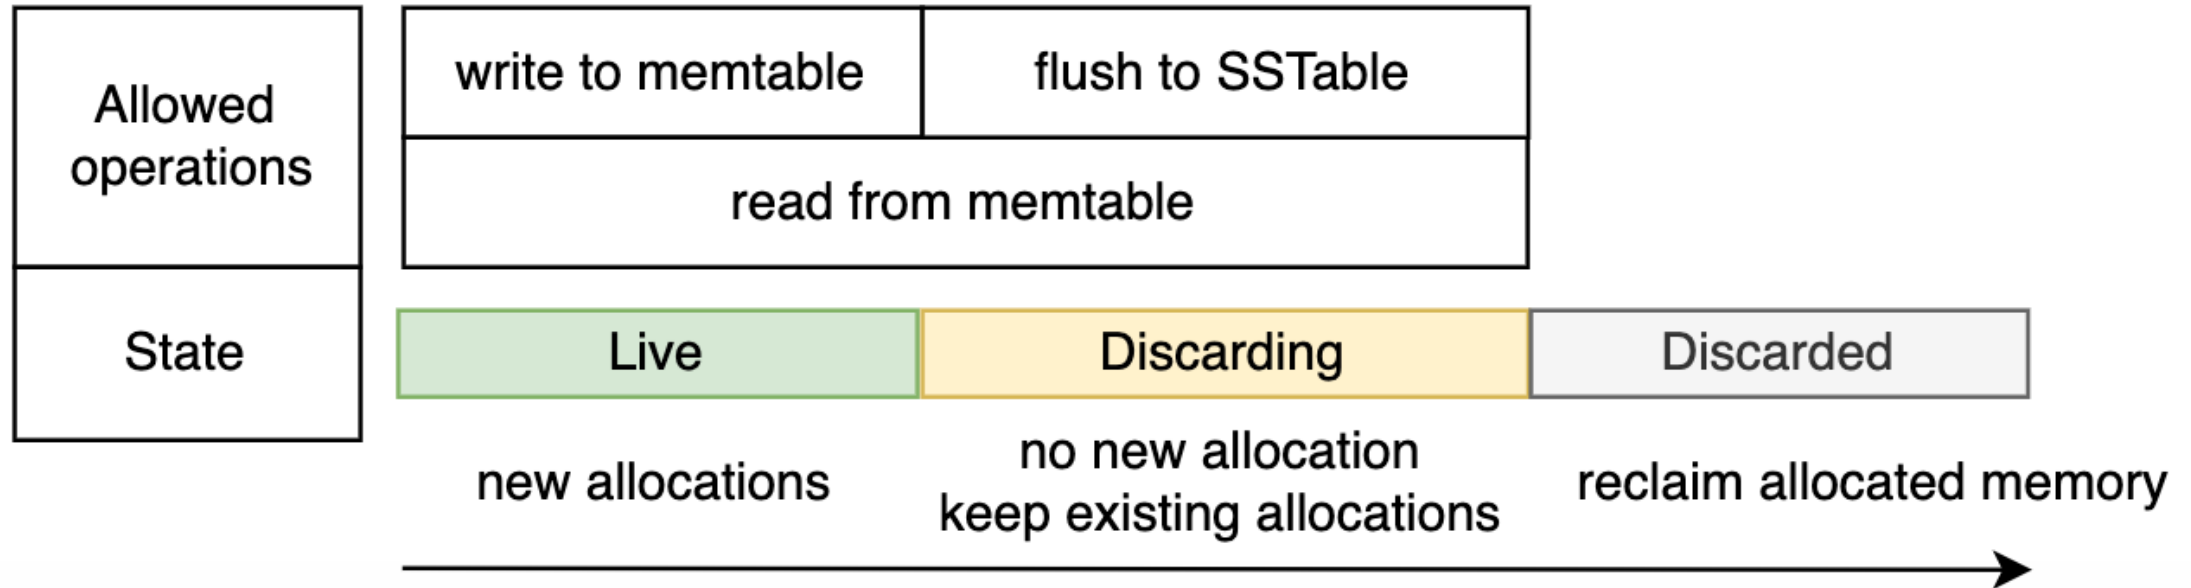 Allowed
operations
write to memtable
flush to SSTable
read from memtable
State
Live
Discarding
Discarded
new allocations
no new allocation
keep existing allocations
reclaim allocated memory